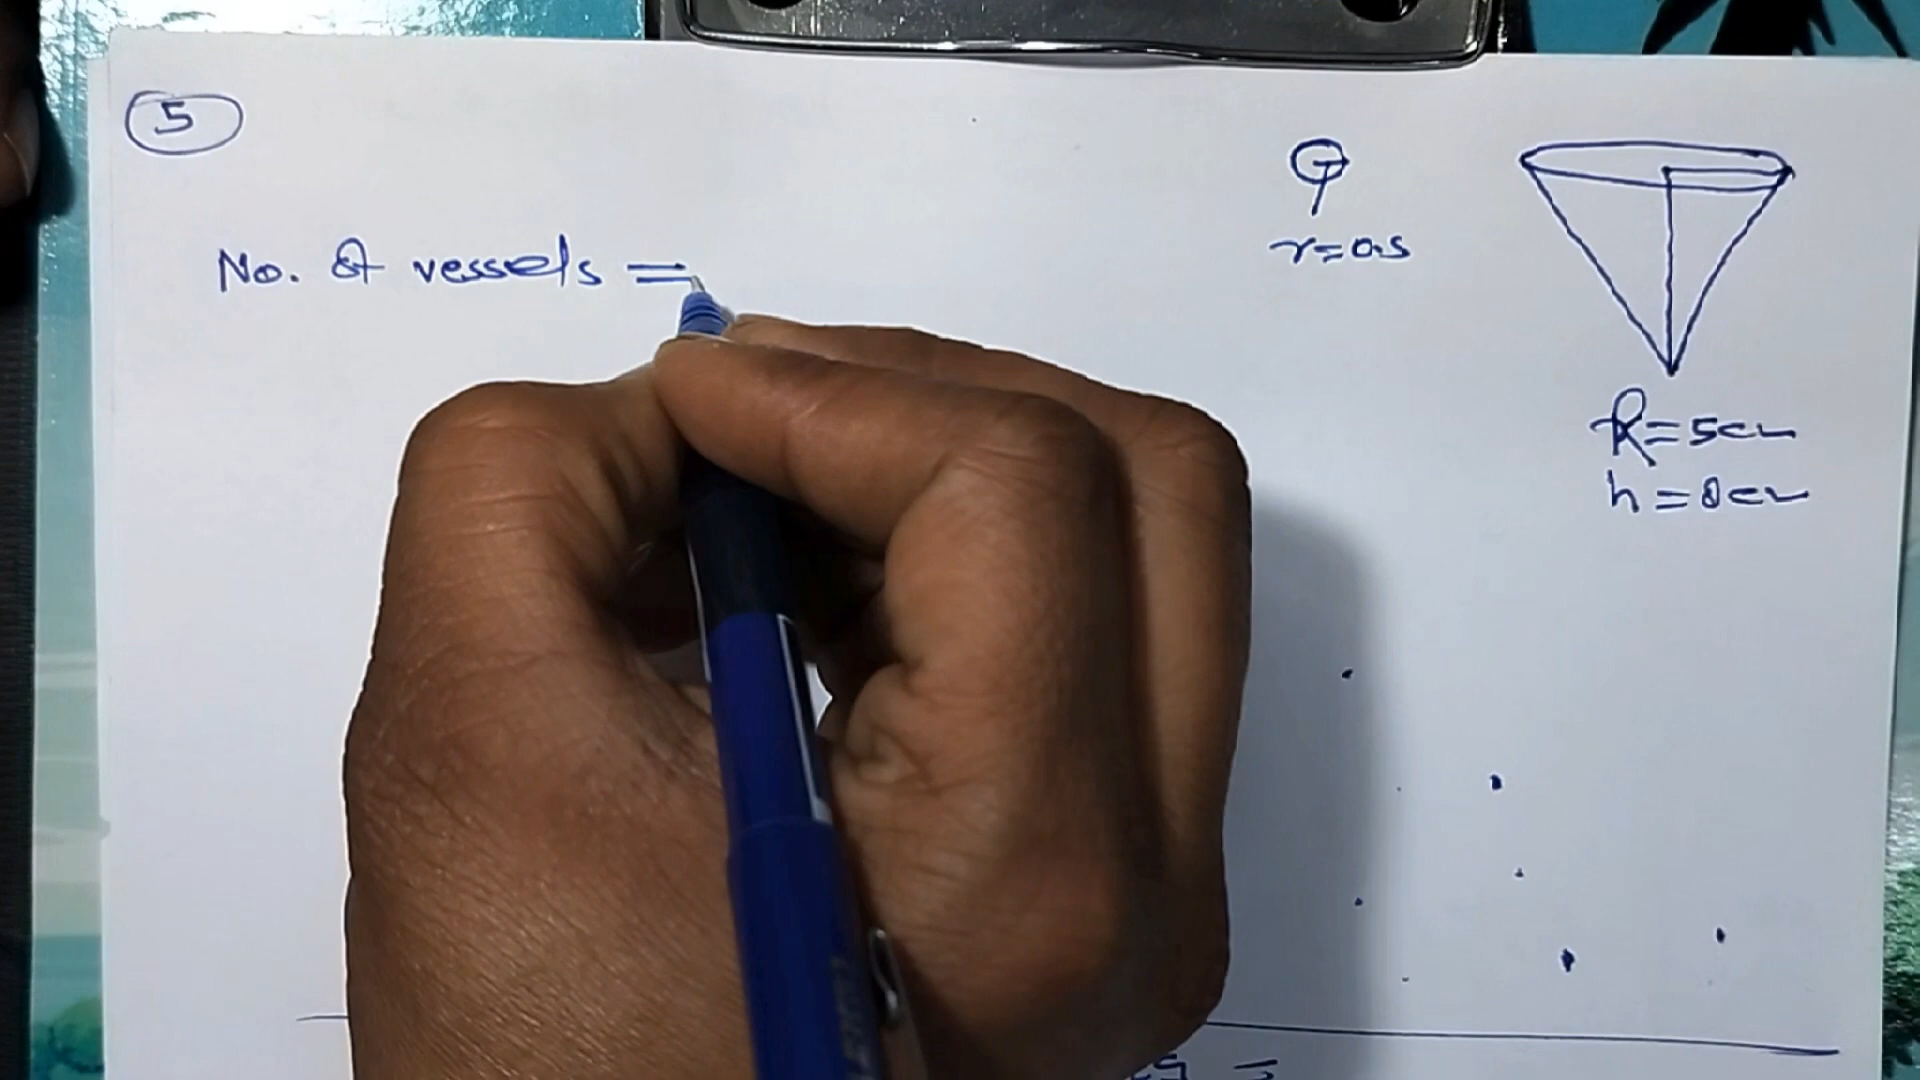 5
No. of vessels =
r=0.5
R=5cm
h=8cm